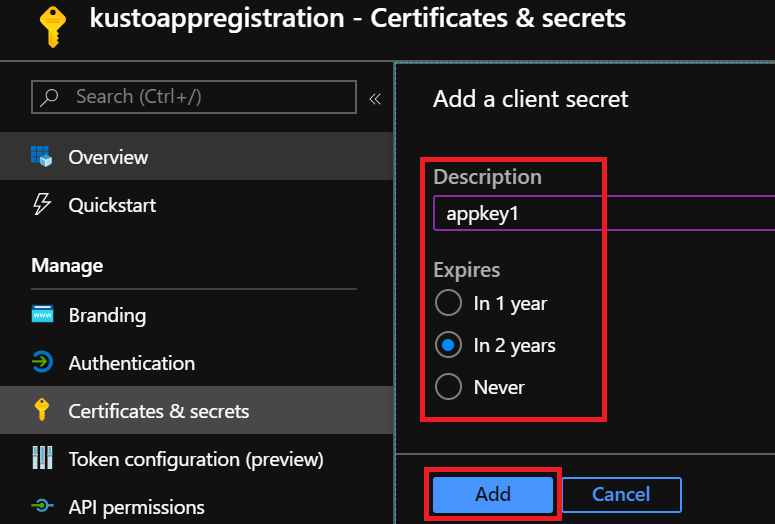 kustoappregistration - Certificates & secrets
Search (Ctrl+/)
«
Overview
Quickstart
Manage
Branding
Authentication
Certificates & secrets
Token configuration (preview)
API permissions
Add a client secret
Description
appkey1
Expires
In 1 year
In 2 years
Never
Add
Cancel